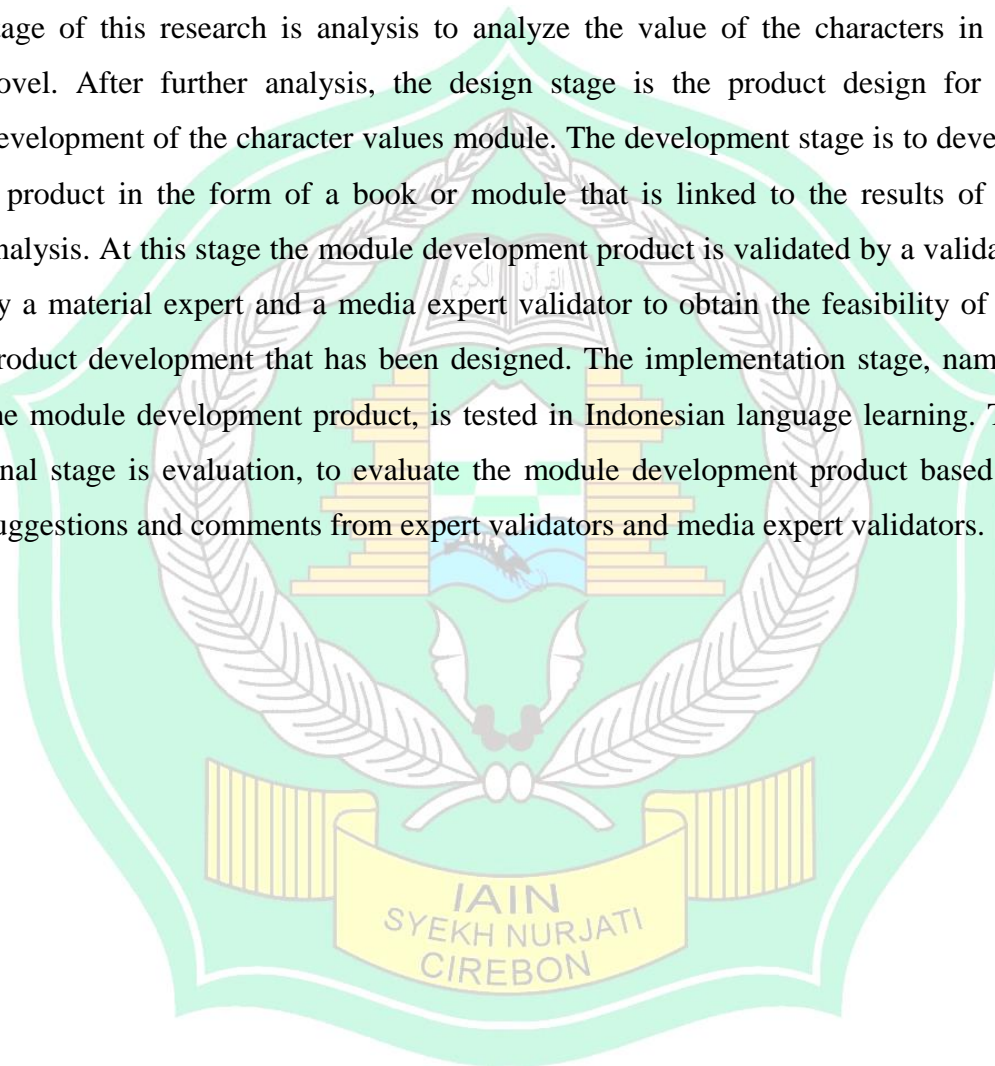 tage of this research is analysis to analyze the value of the characters in
ovel. After further analysis, the design stage is the product design for
evelopment of the character values module. The development stage is to deve
product in the form of a book or module that is linked to the results of
nalysis. At this stage the module development product is validated by a valida
y a material expert and a media expert validator to obtain the feasibility of
roduct development that has been designed. The implementation stage, nam
he module development product, is tested in Indonesian language learning. T
nal stage is evaluation, to evaluate the module development product based
uggestions and comments from expert validators and media expert validators.
القرآن الكريم
IAIN
SYEKH NURJATI
CIREBON